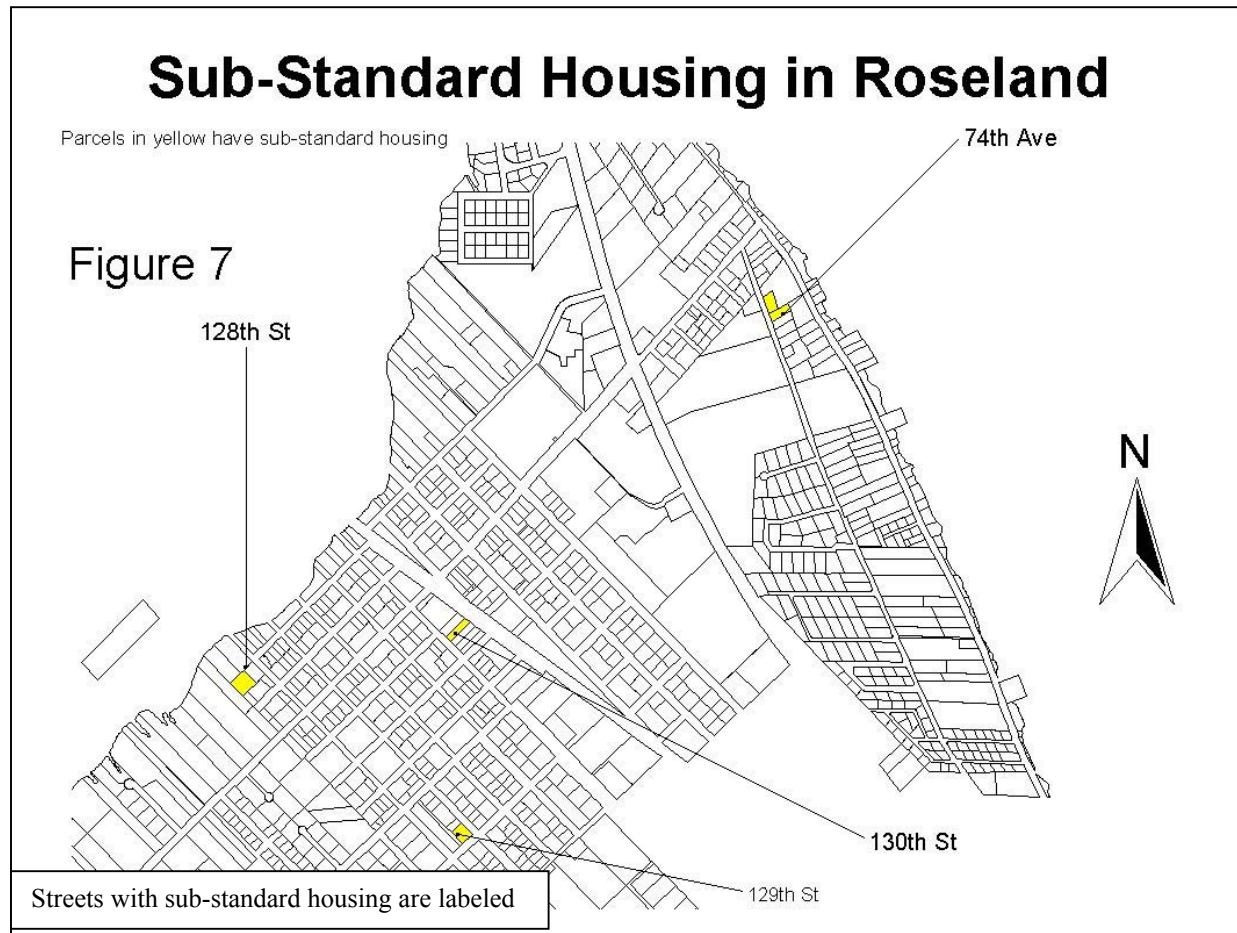 Sub-Standard Housing in Roseland
Parcels in yellow have sub-standard housing
74th Ave
Figure 7
128th St
N
130th St
129th St
Streets with sub-standard housing are labeled